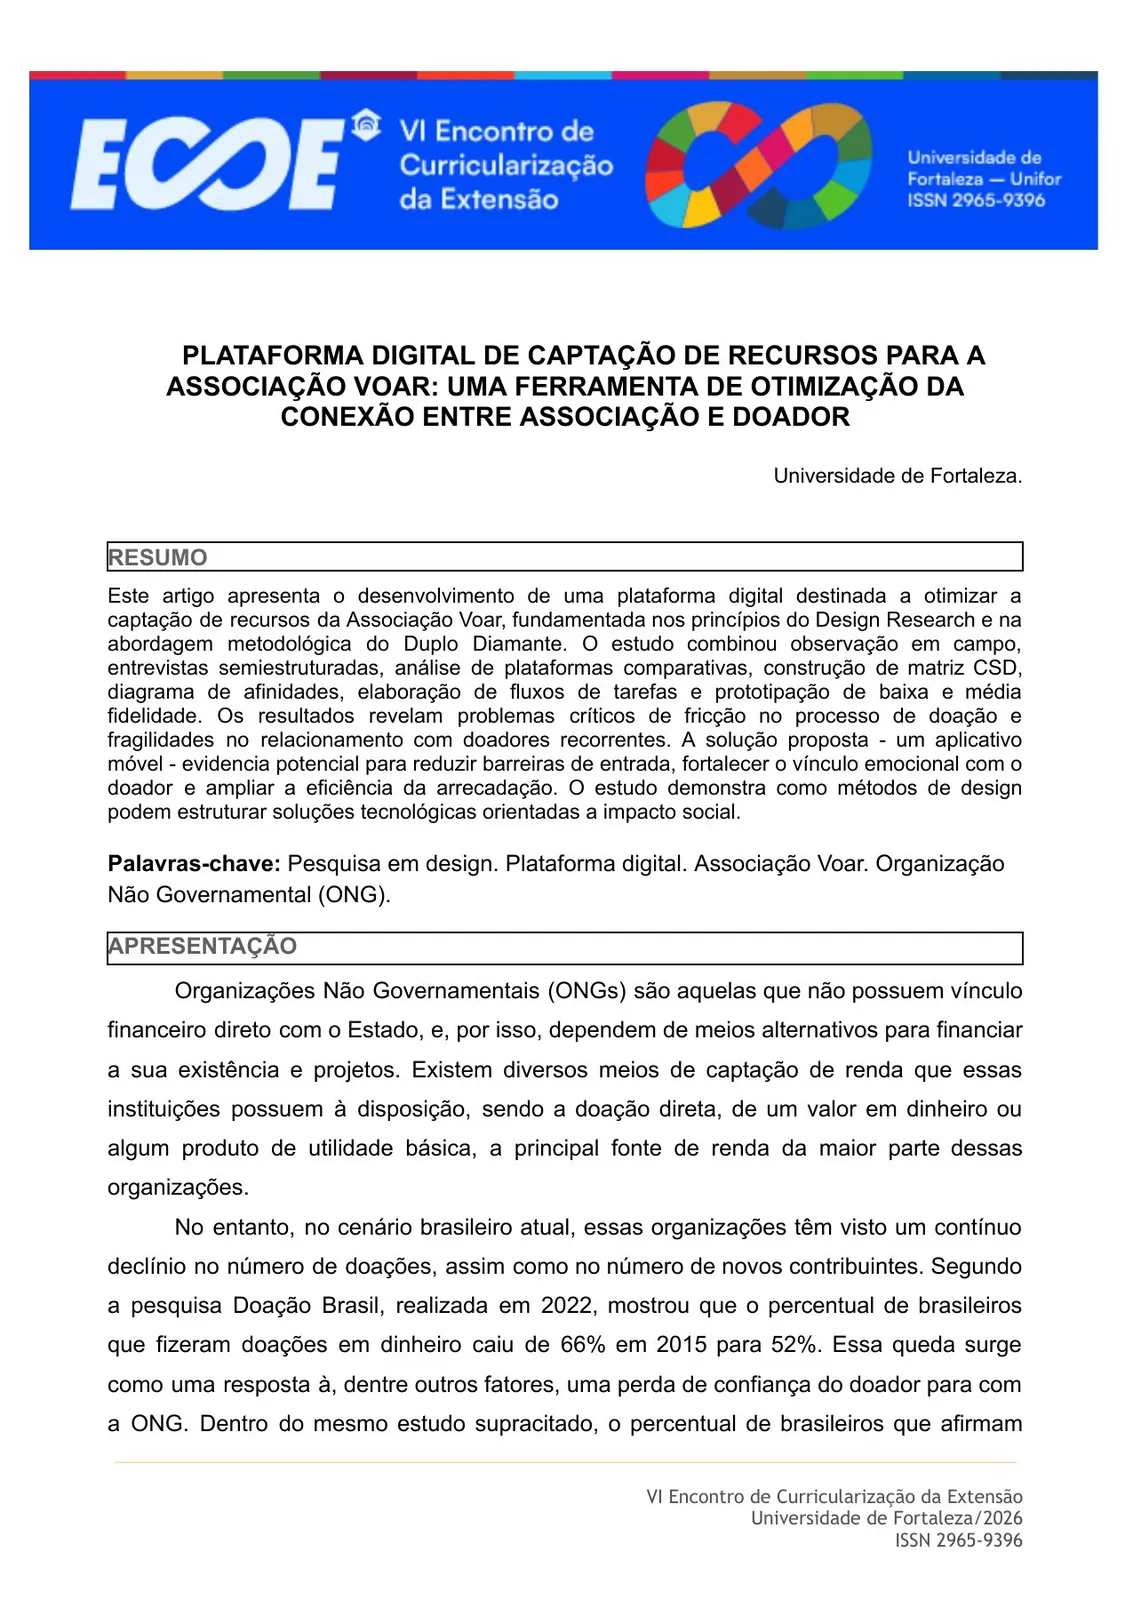 ECOE
VI Encontro de
Curricularização
da Extensão
Universidade de
Fortaleza — Unifor
ISSN 2965-9396
PLATAFORMA DIGITAL DE CAPTAÇÃO DE RECURSOS PARA A
ASSOCIAÇÃO VOAR: UMA FERRAMENTA DE OTIMIZAÇÃO DA
CONEXÃO ENTRE ASSOCIAÇÃO E DOADOR
Universidade de Fortaleza.
RESUMO
Este artigo apresenta o desenvolvimento de uma plataforma digital destinada a otimizar a
captação de recursos da Associação Voar, fundamentada nos princípios do Design Research e na
abordagem metodológica do Duplo Diamante. O estudo combinou observação em campo,
entrevistas semiestruturadas, análise de plataformas comparativas, construção de matriz CSD,
diagrama de afinidades, elaboração de fluxos de tarefas e prototipação de baixa e média
fidelidade. Os resultados revelam problemas críticos de fricção no processo de doação e
fragilidades no relacionamento com doadores recorrentes. A solução proposta - um aplicativo
móvel - evidencia potencial para reduzir barreiras de entrada, fortalecer o vínculo emocional com o
doador e ampliar a eficiência da arrecadação. O estudo demonstra como métodos de design
podem estruturar soluções tecnológicas orientadas a impacto social.
Palavras-chave: Pesquisa em design. Plataforma digital. Associação Voar. Organização
Não Governamental (ONG).
APRESENTAÇÃO
Organizações Não Governamentais (ONGs) são aquelas que não possuem vínculo
financeiro direto com o Estado, e, por isso, dependem de meios alternativos para financiar
a sua existência e projetos. Existem diversos meios de captação de renda que essas
instituições possuem à disposição, sendo a doação direta, de um valor em dinheiro ou
algum produto de utilidade básica, a principal fonte de renda da maior parte dessas
organizações.
No entanto, no cenário brasileiro atual, essas organizações têm visto um contínuo
declínio no número de doações, assim como no número de novos contribuintes. Segundo
a pesquisa Doação Brasil, realizada em 2022, mostrou que o percentual de brasileiros
que fizeram doações em dinheiro caiu de 66% em 2015 para 52%. Essa queda surge
como uma resposta à, dentre outros fatores, uma perda de confiança do doador para com
a ONG. Dentro do mesmo estudo supracitado, o percentual de brasileiros que afirmam
VI Encontro de Curricularização da Extensão
Universidade de Fortaleza/2026
ISSN 2965-9396